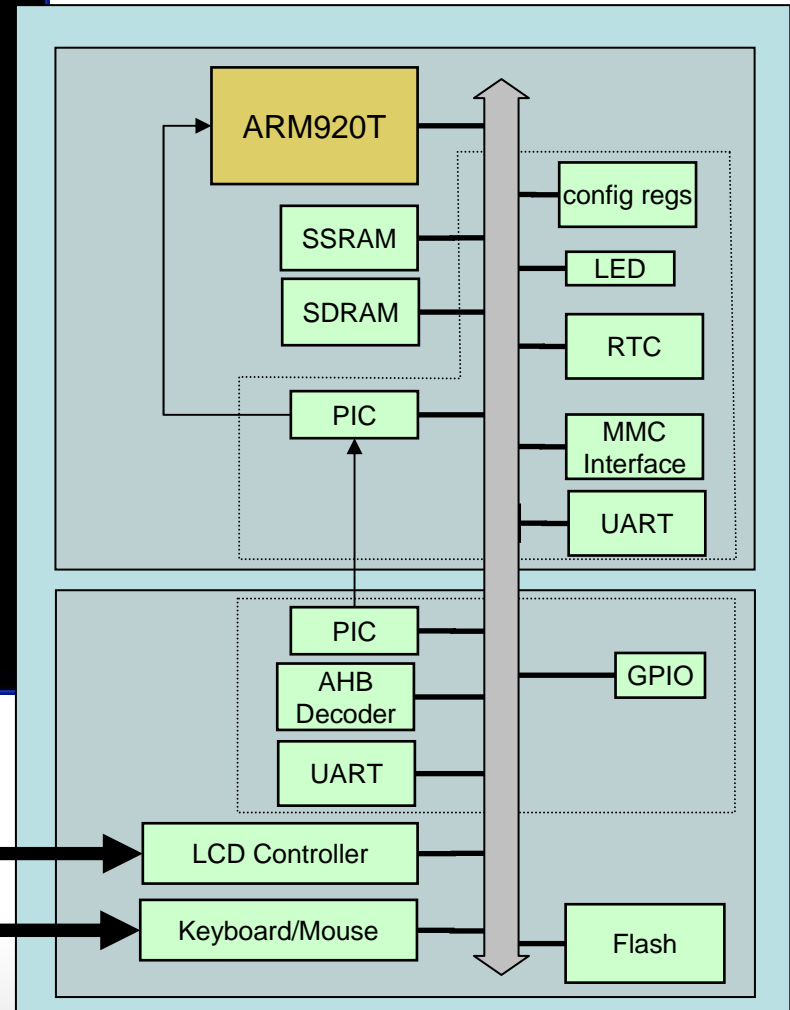 ARM920T
config regs
SSRAM
LED
SDRAM
RTC
PIC
MMC
Interface
UART
PIC
GPIO
AHB
Decoder
UART
LCD Controller
Keyboard/Mouse
Flash